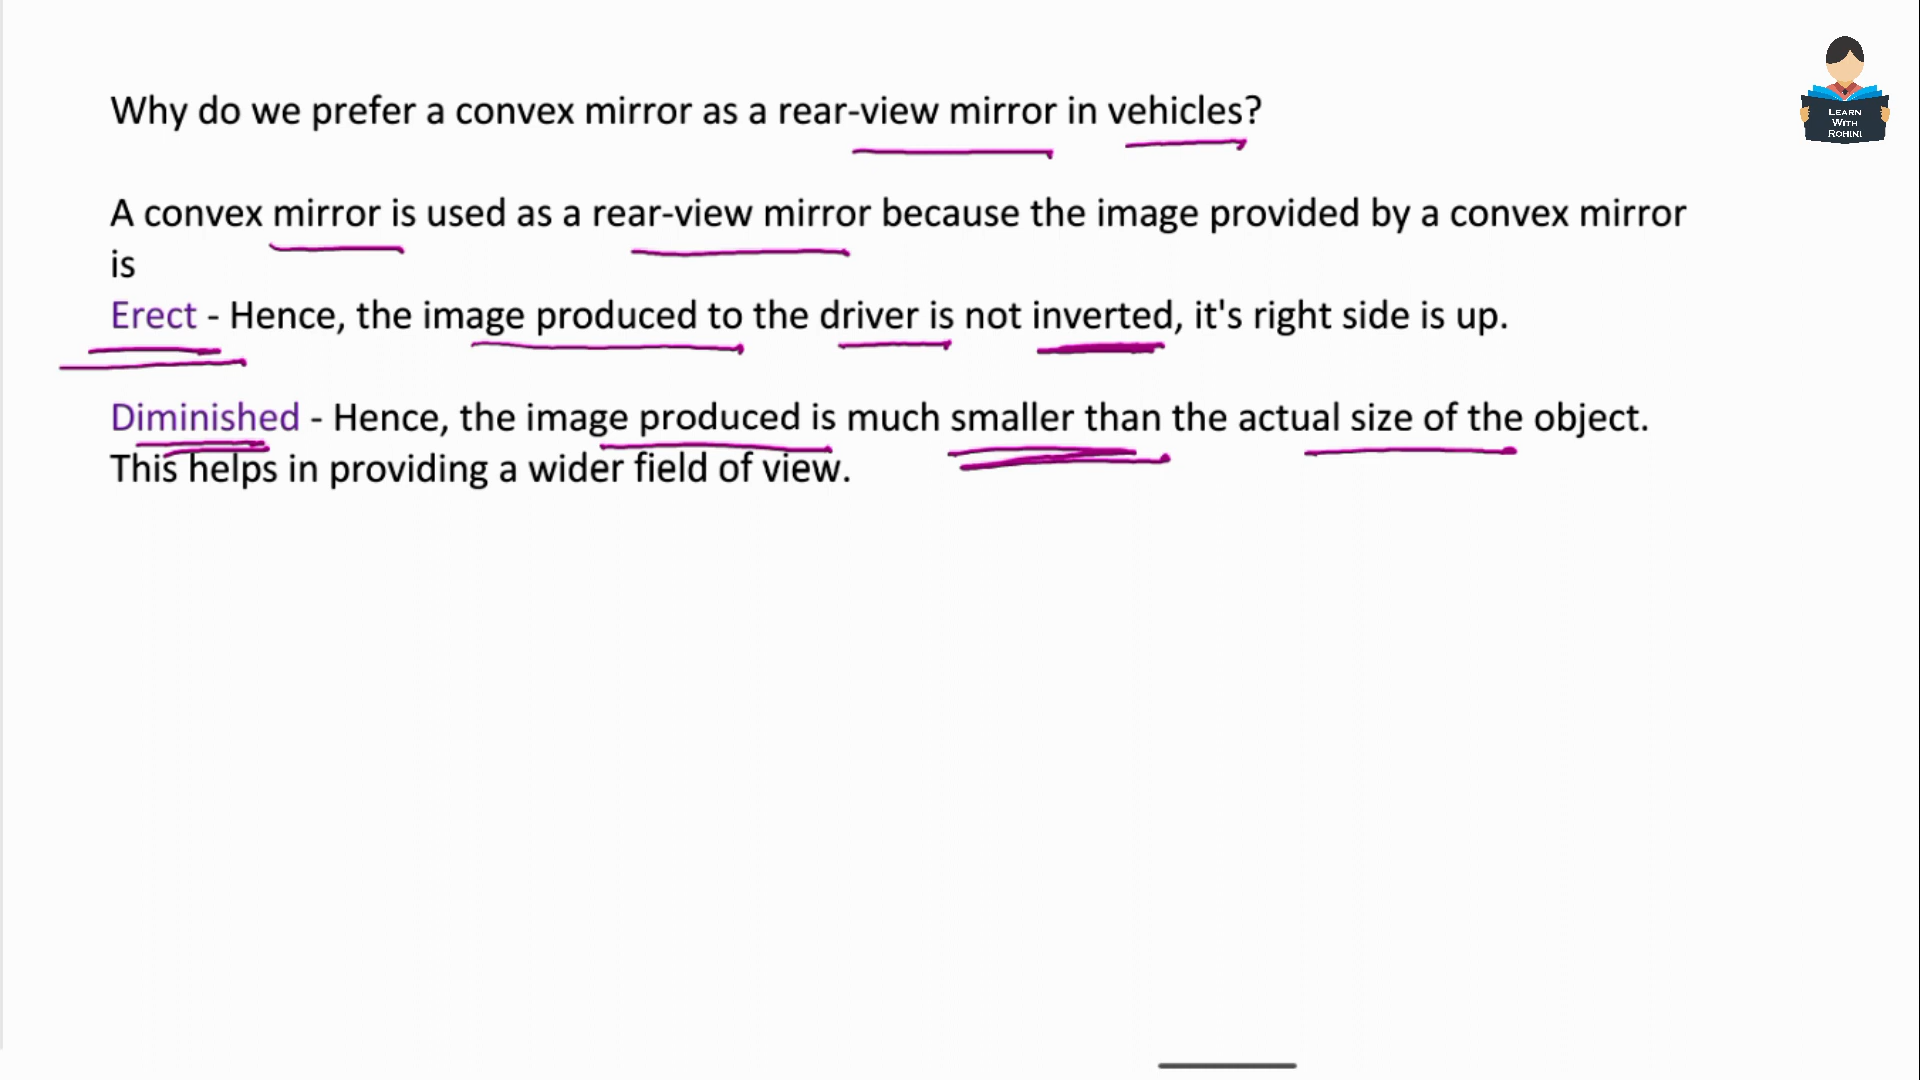 Why do we prefer a convex mirror as a rear-view mirror in vehicles?
A convex mirror is used as a rear-view mirror because the image provided by a convex mirror
is
Erect - Hence, the image produced to the driver is not inverted, it's right side is up.
Diminished - Hence, the image produced is much smaller than the actual size of the object.
This helps in providing a wider field of view.
LEARN
WITH
ROHINI